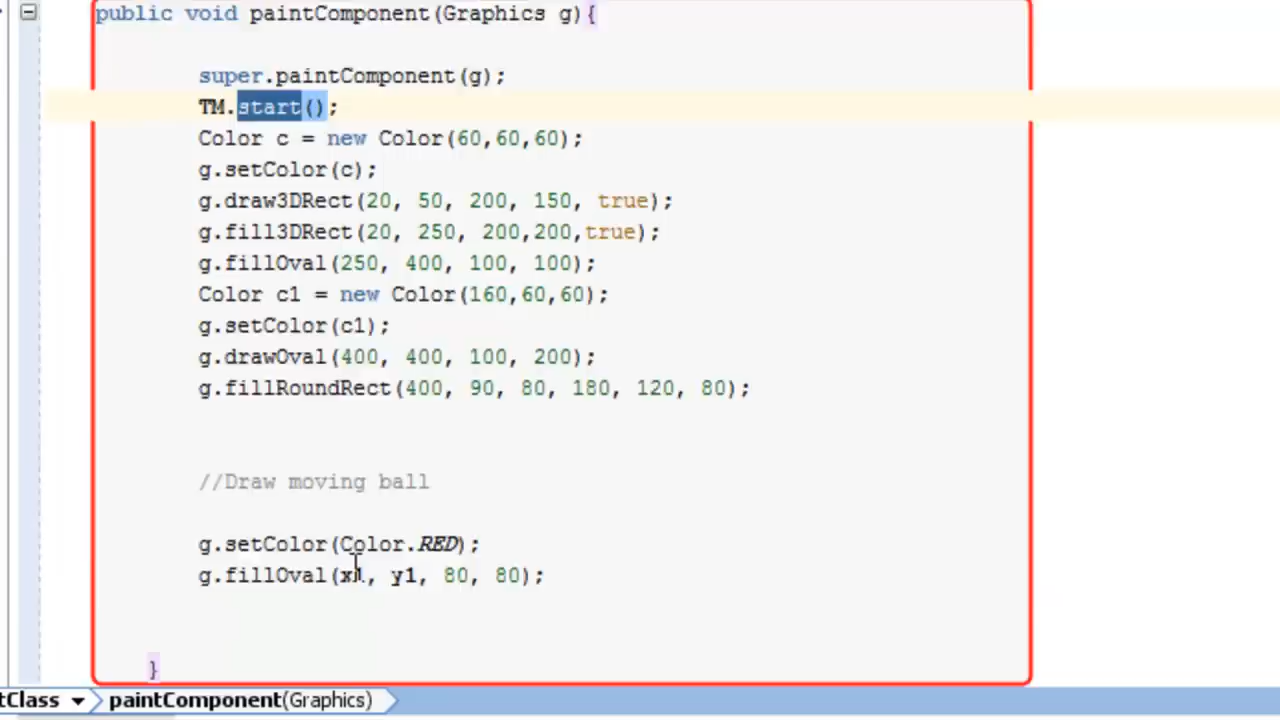 public void paintComponent(Graphics g){
super.paintComponent(g);
TM.start();
Color c = new Color(60,60,60);
g.setColor(c);
g.draw3DRect(20, 50, 200, 150, true);
g.fill3DRect(20, 250, 200,200,true);
g.fillOval(250, 400, 100, 100);
Color c1 = new Color(160,60,60);
g.setColor(c1);
g.drawOval(400, 400, 100, 200);
g.fillRoundRect(400, 90, 80, 180, 120, 80);
//Draw moving ball
g.setColor(Color.RED);
g.fillOval(x1, y1, 80, 80);
}
tClass paintComponent(Graphics)